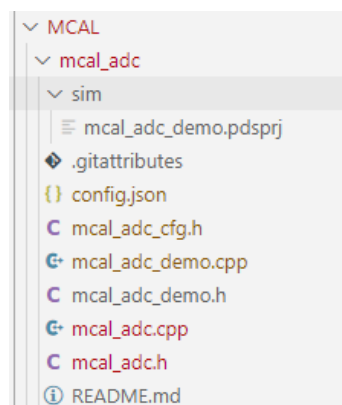 MCAL
mcal_adc
sim
mcal_adc_demo.pdsprj
.gitattributes
config.json
mcal_adc_cfg.h
mcal_adc_demo.cpp
mcal_adc_demo.h
mcal_adc.cpp
mcal_adc.h
README.md